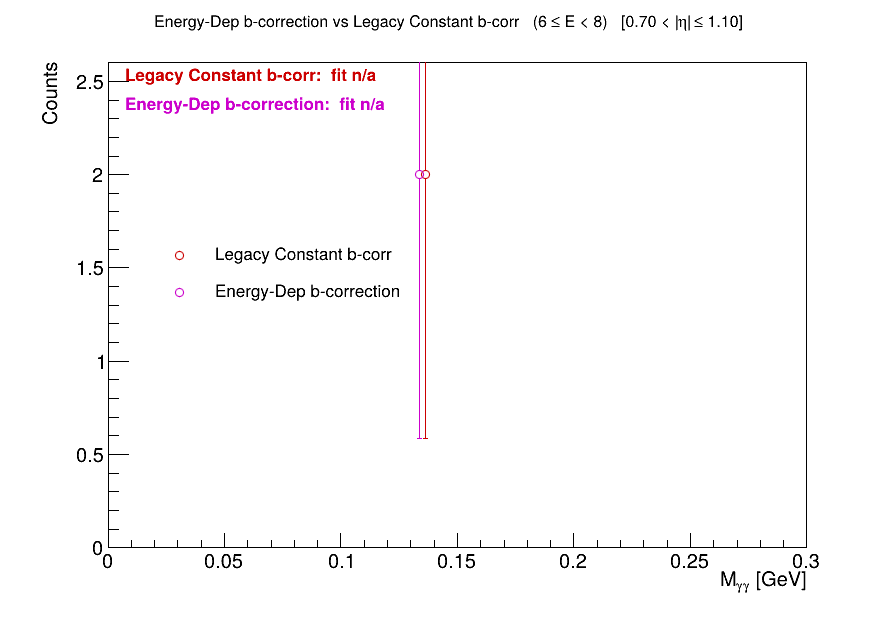 Energy-Dep b-correction vs Legacy Constant b-corr (6 ≤ E < 8) [0.70 < |η| ≤ 1.10]
Counts
Legacy Constant b-corr: fit n/a
Energy-Dep b-correction: fit n/a
2.5
2
1.5
1
0.5
0
Legacy Constant b-corr
Energy-Dep b-correction
0 0.05 0.1 0.15 0.2 0.25 0.3
Mγγ [GeV]